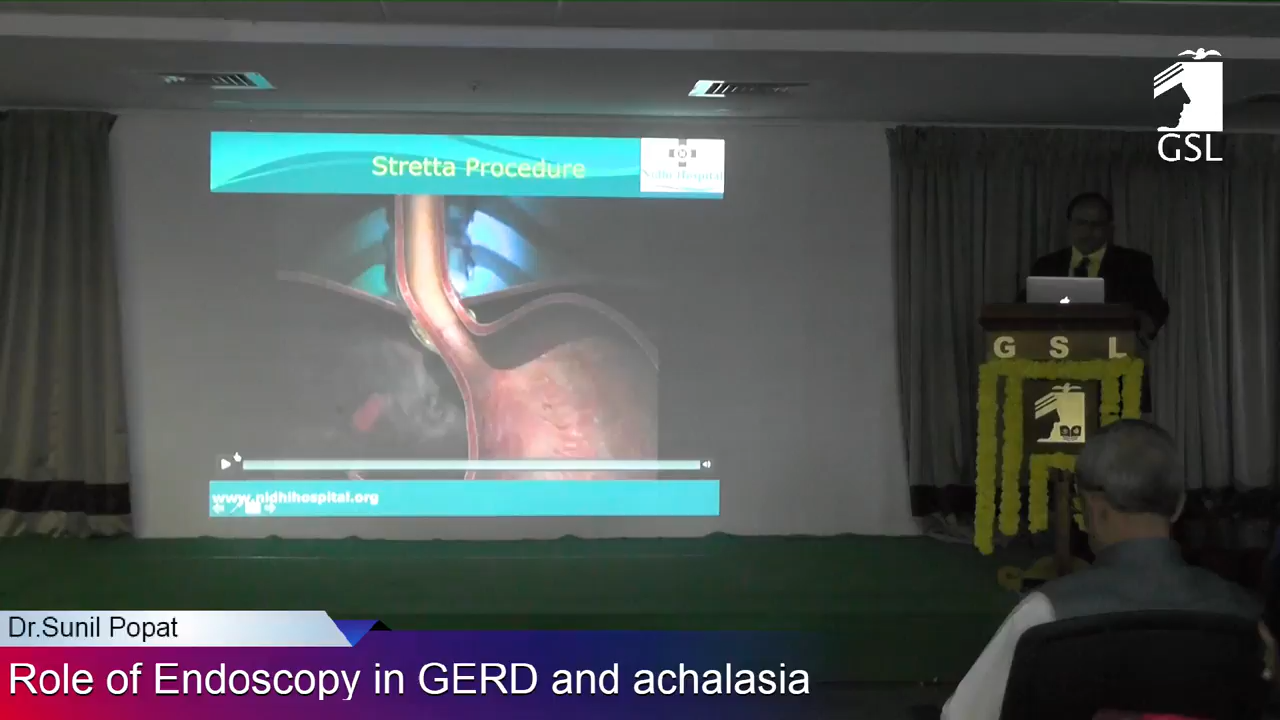 GSL
Stretta Procedure
Nidhi Hospital
www.nidhihospital.org
G S L
Dr.Sunil Popat
Role of Endoscopy in GERD and achalasia